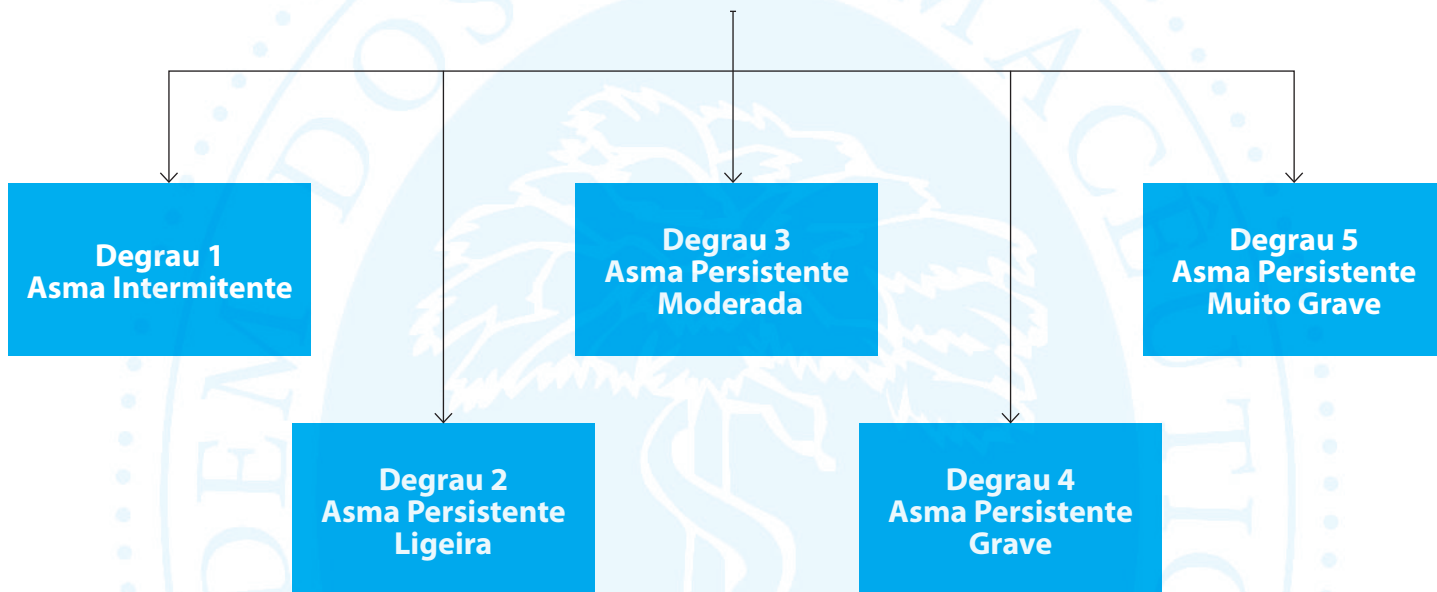 Degrau 1
Asma Intermitente
Degrau 2
Asma Persistente
Ligeira
Degrau 3
Asma Persistente
Moderada
Degrau 4
Asma Persistente
Grave
Degrau 5
Asma Persistente
Muito Grave